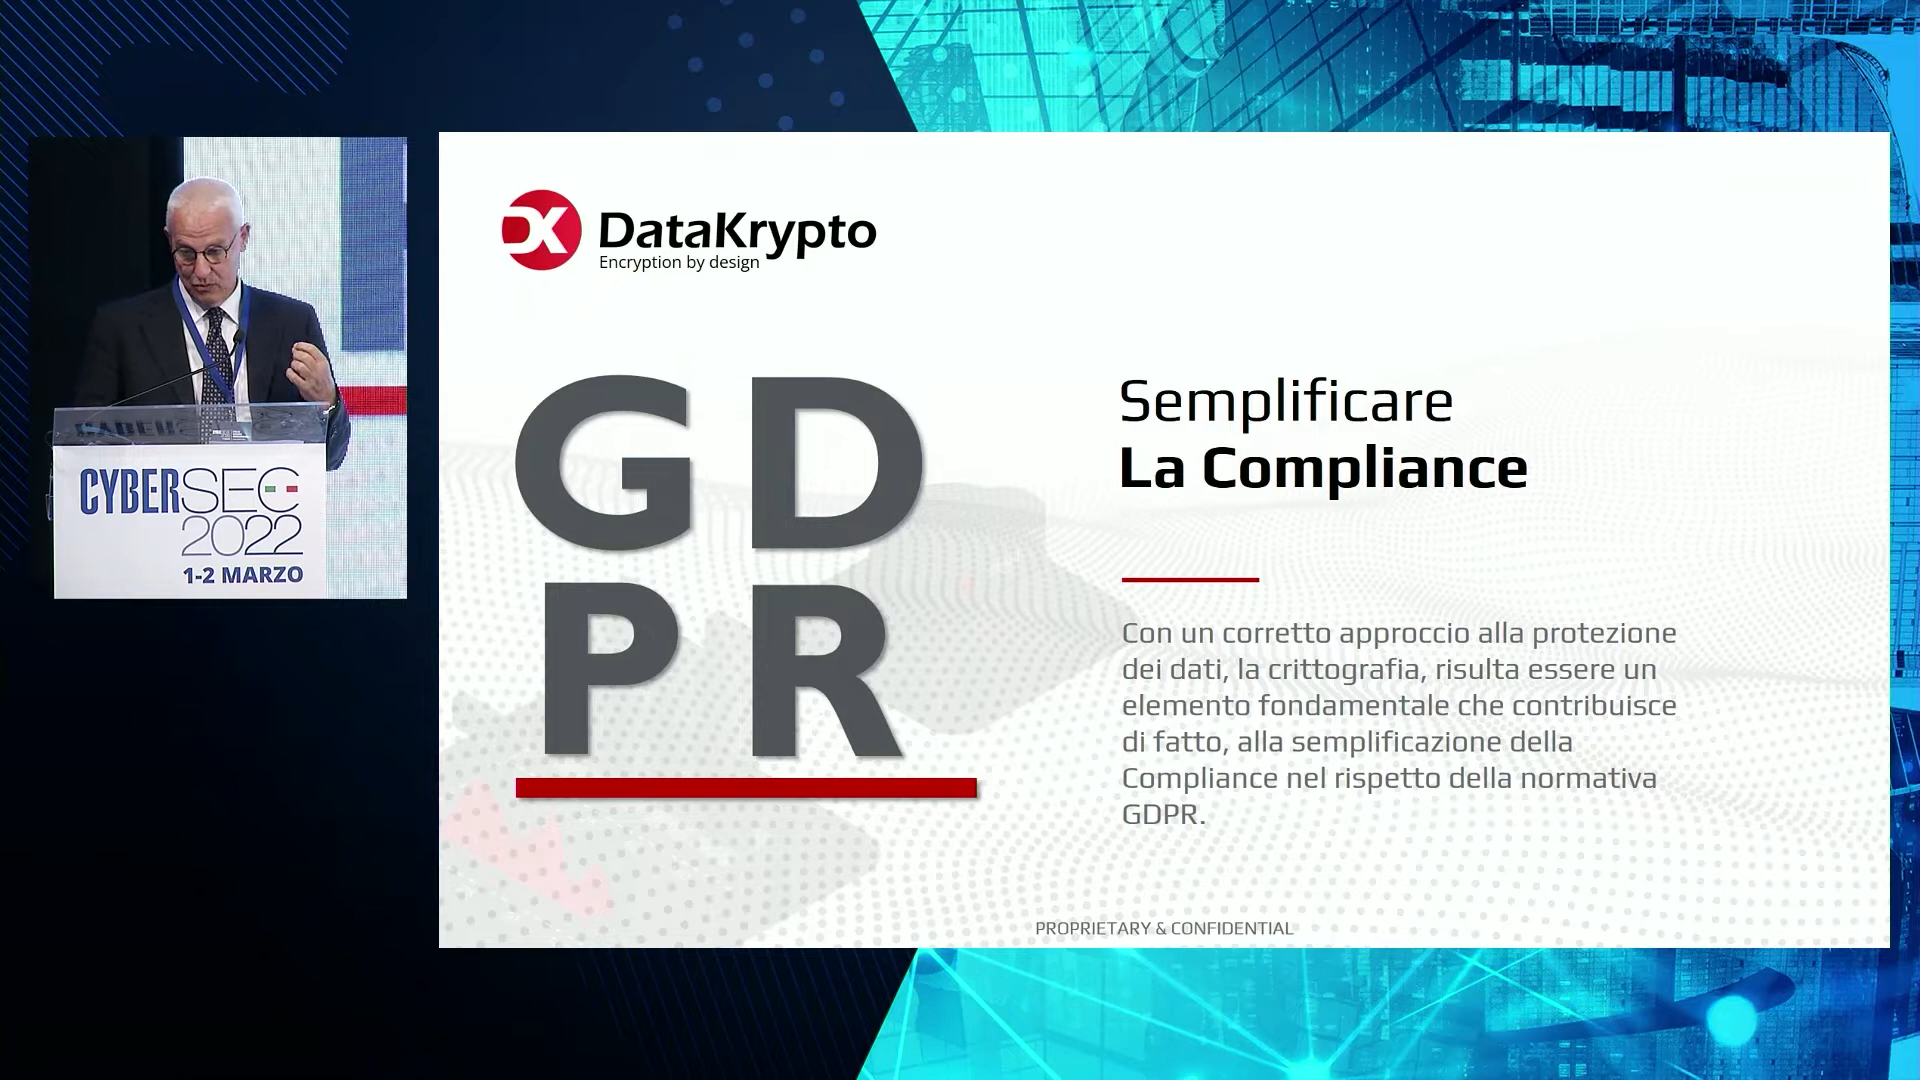 DataKrypto
Encryption by design
GD
PR
Semplificare
La Compliance
Con un corretto approccio alla protezione
dei dati, la crittografia, risulta essere un
elemento fondamentale che contribuisce
di fatto, alla semplificazione della
Compliance nel rispetto della normativa
GDPR.
PROPRIETARY & CONFIDENTIAL
CYBERSEC
2022
1-2 MARZO